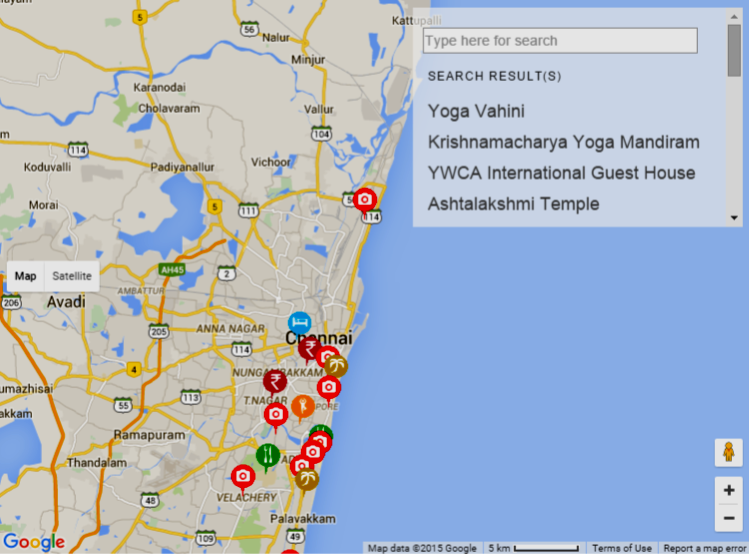 Kattupalli
5
56
Nalur
Minjur
Type here for search
SEARCH RESULT(S)
Karanodai
Cholavaram
Vallur
Yoga Vahini
104
Krishnamacharya Yoga Mandiram
114
Vichoor
Koduvalli
Padiyanallur
YWCA International Guest House
Morai
5
111
114
Ashtalakshmi Temple
AH45
2
Map
Satellite
AMBATTUR
206
Avadi
205
ANNA NAGAR
Chennai
114
4
NUNGAMBAKKAM
113
T.NAGAR
55
Ramapuram
Thandalam
VELACHERY
48
Palavakkam
109
49
Google
Map data ©2015 Google
5 km
Terms of Use
Report a map error